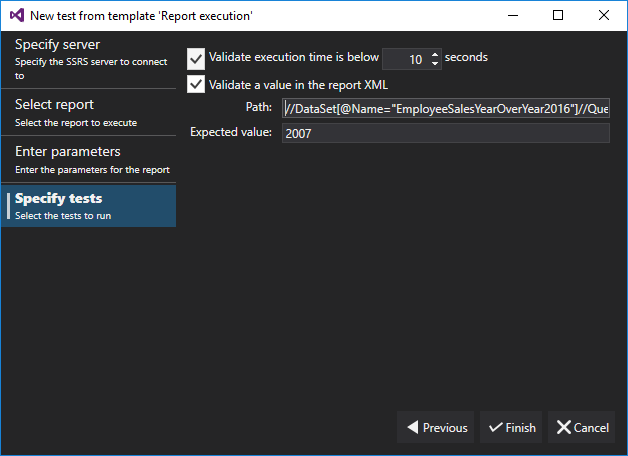 New test from template 'Report execution'
Specify server
Specify the SSRS server to connect
to
Select report
Select the report to execute
Enter parameters
Enter the parameters for the report
Specify tests
Select the tests to run
Validate execution time is below 10 seconds
Validate a value in the report XML
Path: //DataSet[@Name="EmployeeSalesYearOverYear2016"]//Que
Expected value: 2007
Previous Finish Cancel